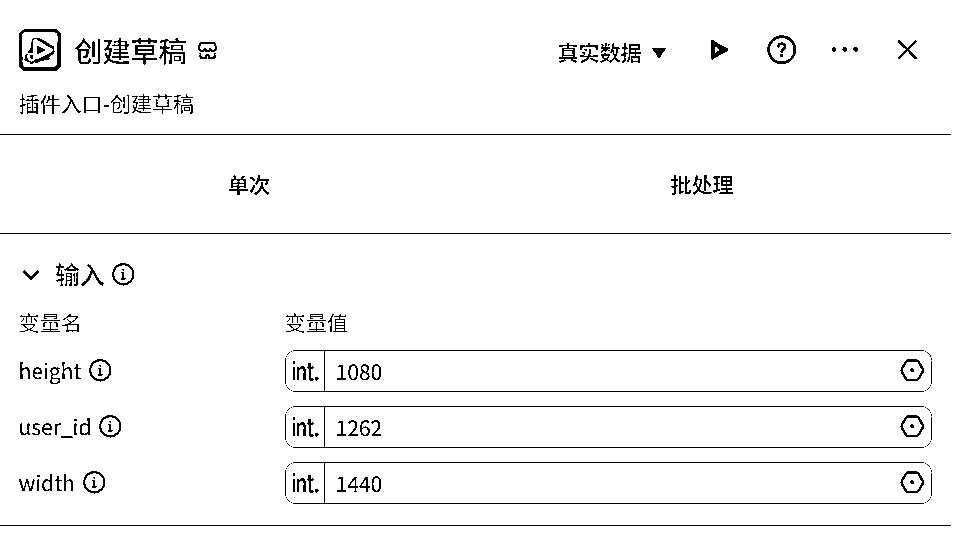 创建草稿
真实数据
插件入口-创建草稿
单次 批处理
输入
变量名 变量值
height int. 1080
user_id int. 1262
width int. 1440